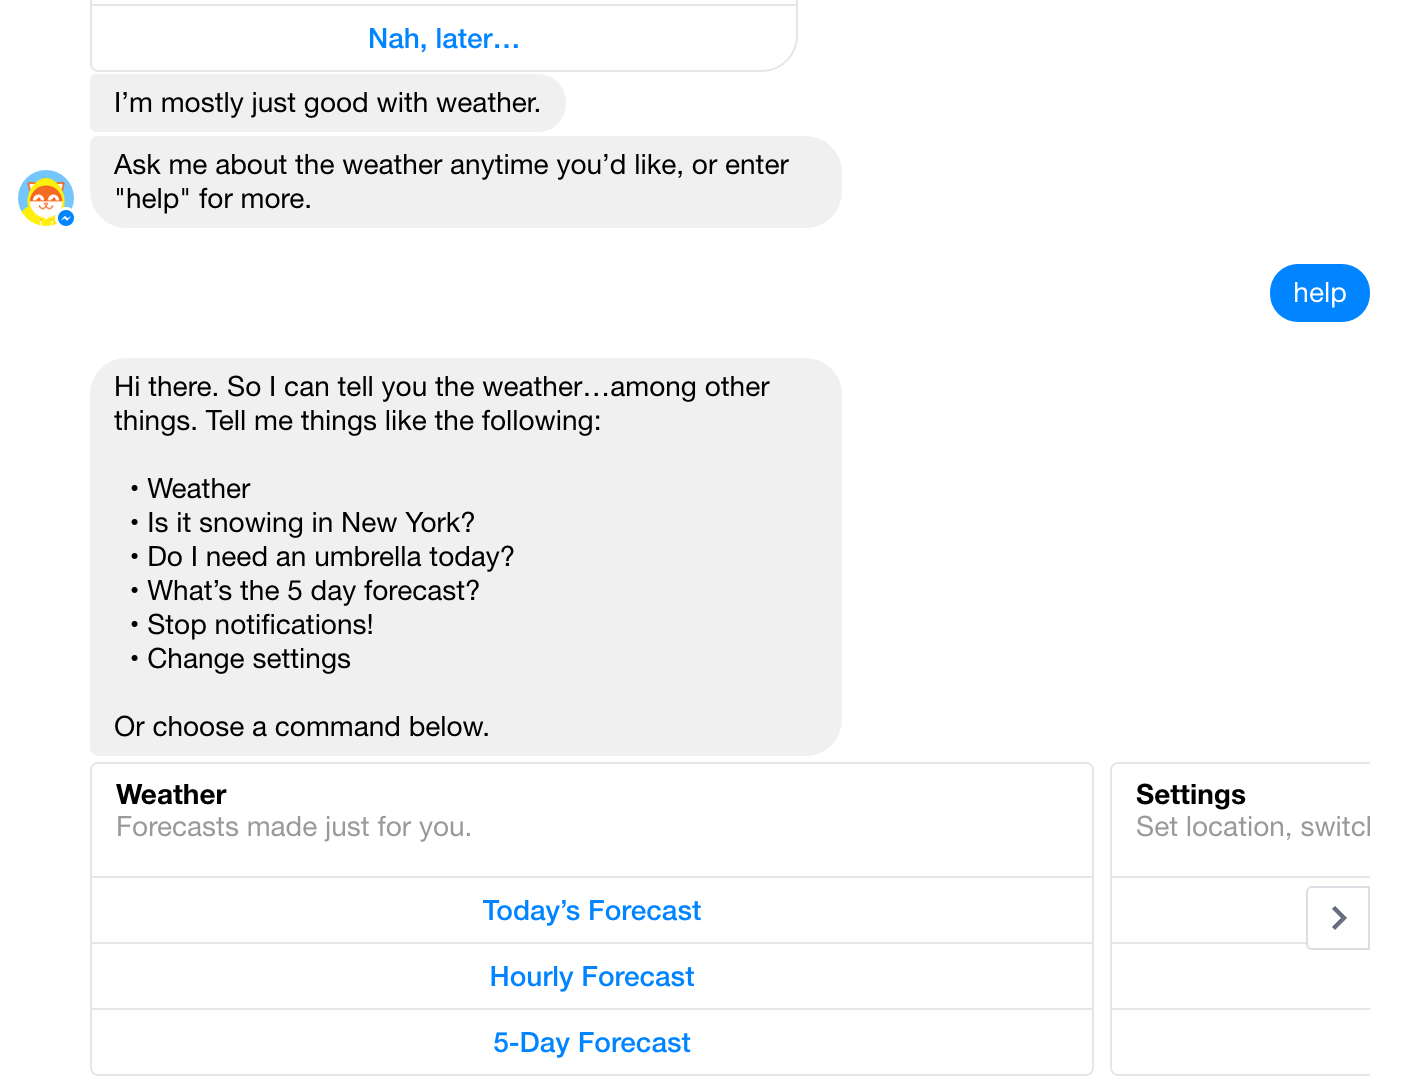 Nah, later…
I’m mostly just good with weather.
Ask me about the weather anytime you’d like, or enter
"help" for more.
help
Hi there. So I can tell you the weather…among other
things. Tell me things like the following:
• Weather
• Is it snowing in New York?
• Do I need an umbrella today?
• What’s the 5 day forecast?
• Stop notifications!
• Change settings
Or choose a command below.
Weather
Forecasts made just for you.
Today’s Forecast
Hourly Forecast
5-Day Forecast
Settings
Set location,